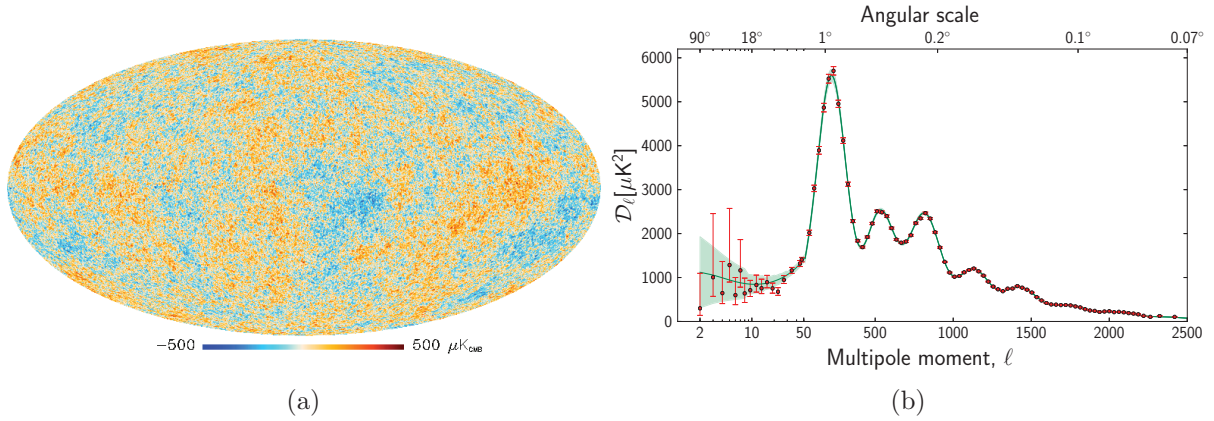 −500 500 μK_CMB
(a)
Angular scale
90° 18° 1° 0.2° 0.1° 0.07°
6000
5000
4000
3000
2000
1000
0
𝒟ℓ[μK²]
2 10 50 500 1000 1500 2000 2500
Multipole moment, ℓ
(b)